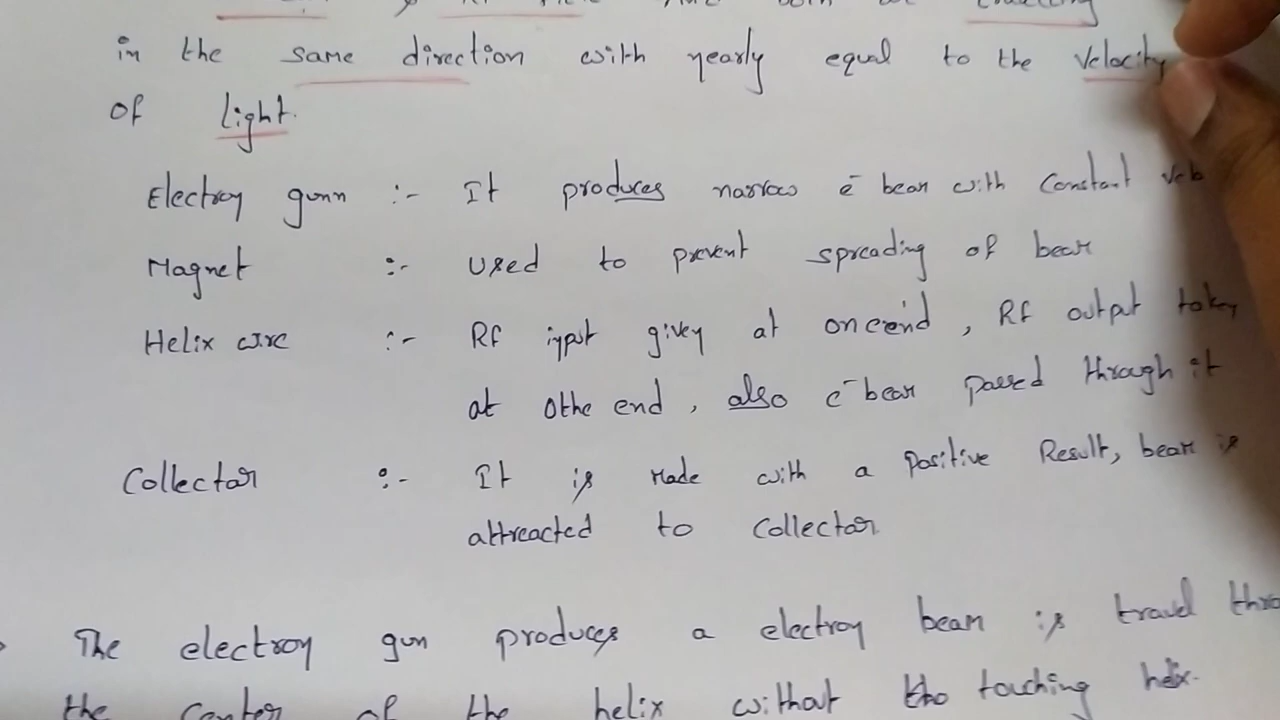 in the same direction with nearly equal to the velocity
of light.
Electron gunn :- It produces narrow e⁻ beam with Constant
Magnet :- used to prevent spreading of beam
Helix wire :- RF input given at one end, RF output taken
at othe end, also e⁻ beam passed through it
Collector :- It is made with a positive Result, beam is
attreacted to collector
The electron gun produces a electron beam is travel thro
the Center of the helix without tho touching helix.